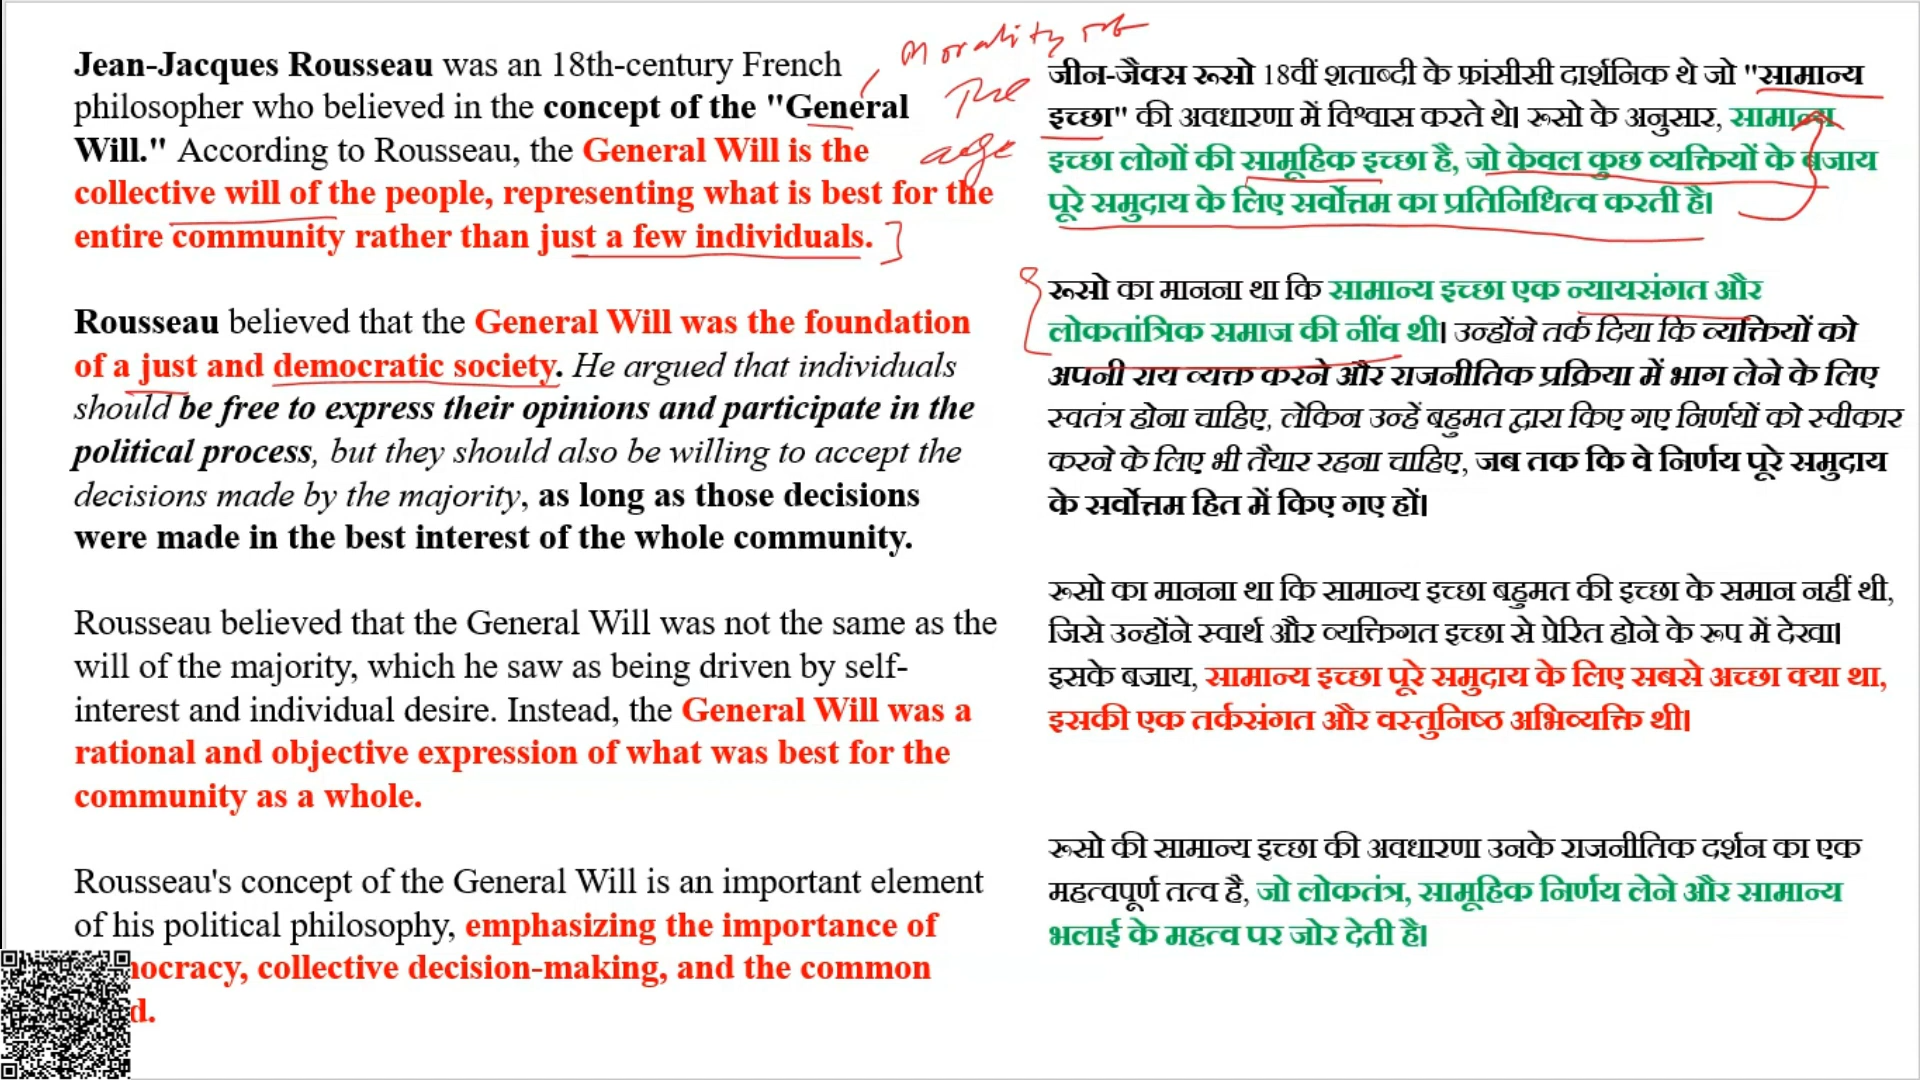 Jean-Jacques Rousseau was an 18th-century French
philosopher who believed in the concept of the "General
Will." According to Rousseau, the General Will is the
collective will of the people, representing what is best for the
entire community rather than just a few individuals.
Morality of
The
age
Rousseau believed that the General Will was the foundation
of a just and democratic society. He argued that individuals
should be free to express their opinions and participate in the
political process, but they should also be willing to accept the
decisions made by the majority, as long as those decisions
were made in the best interest of the whole community.
Rousseau believed that the General Will was not the same as the
will of the majority, which he saw as being driven by self-
interest and individual desire. Instead, the General Will was a
rational and objective expression of what was best for the
community as a whole.
Rousseau's concept of the General Will is an important element
of his political philosophy, emphasizing the importance of
mocracy, collective decision-making, and the common
d.
जीन-जैक्स रूसो 18वीं शताब्दी के फ्रांसीसी दार्शनिक थे जो "सामान्य
इच्छा" की अवधारणा में विश्वास करते थे। रूसो के अनुसार, सामान्य
इच्छा लोगों की सामूहिक इच्छा है, जो केवल कुछ व्यक्तियों के बजाय
पूरे समुदाय के लिए सर्वोत्तम का प्रतिनिधित्व करती है।
रूसो का मानना था कि सामान्य इच्छा एक न्यायसंगत और
लोकतांत्रिक समाज की नींव थी। उन्होंने तर्क दिया कि व्यक्तियों को
अपनी राय व्यक्त करने और राजनीतिक प्रक्रिया में भाग लेने के लिए
स्वतंत्र होना चाहिए, लेकिन उन्हें बहुमत द्वारा किए गए निर्णयों को स्वीकार
करने के लिए भी तैयार रहना चाहिए, जब तक कि वे निर्णय पूरे समुदाय
के सर्वोत्तम हित में किए गए हों।
रूसो का मानना था कि सामान्य इच्छा बहुमत की इच्छा के समान नहीं थी,
जिसे उन्होंने स्वार्थ और व्यक्तिगत इच्छा से प्रेरित होने के रूप में देखा।
इसके बजाय, सामान्य इच्छा पूरे समुदाय के लिए सबसे अच्छा क्या था,
इसकी एक तर्कसंगत और वस्तुनिष्ठ अभिव्यक्ति थी।
रूसो की सामान्य इच्छा की अवधारणा उनके राजनीतिक दर्शन का एक
महत्वपूर्ण तत्व है, जो लोकतंत्र, सामूहिक निर्णय लेने और सामान्य
भलाई के महत्व पर जोर देती है।